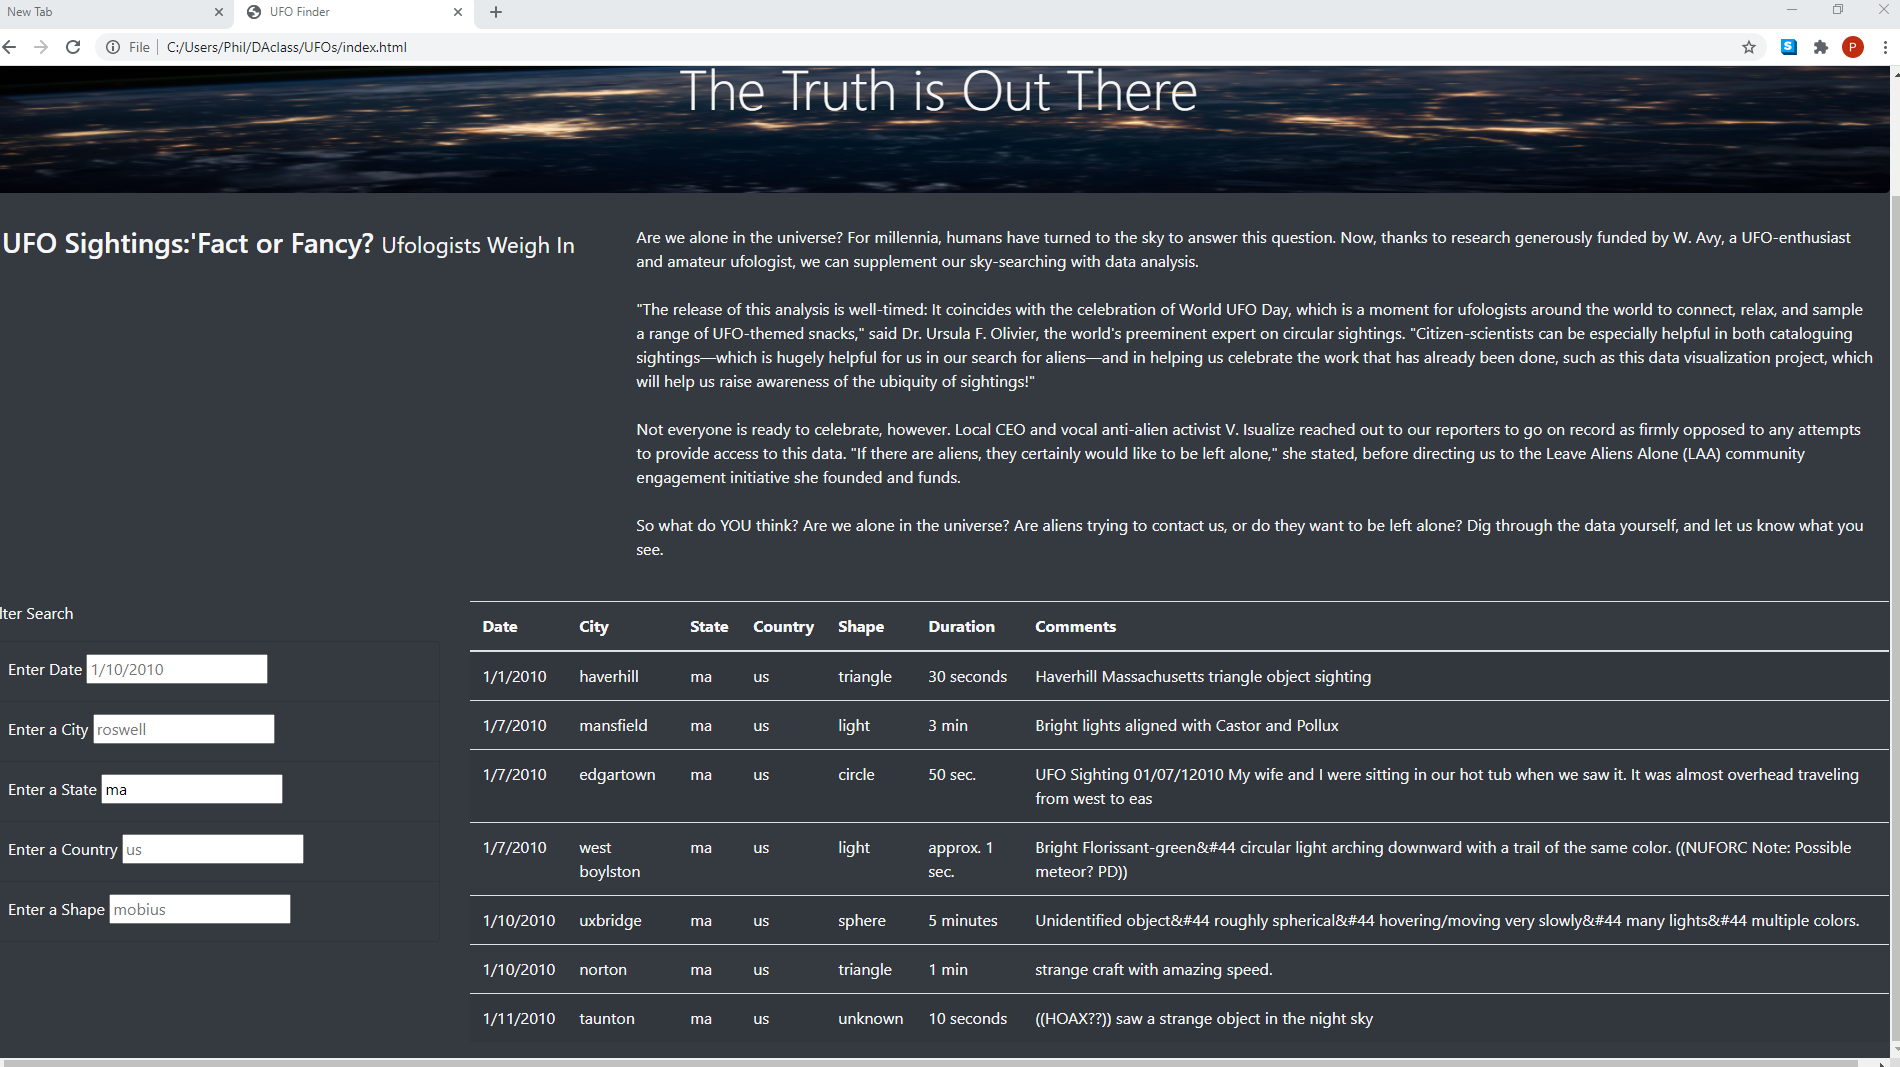 New Tab
UFO Finder
File
C:/Users/Phil/DAclass/UFOs/index.html
S
P
The Truth is Out There
UFO Sightings:'Fact or Fancy? Ufologists Weigh In
Are we alone in the universe? For millennia, humans have turned to the sky to answer this question. Now, thanks to research generously funded by W. Avy, a UFO-enthusiast
and amateur ufologist, we can supplement our sky-searching with data analysis.
"The release of this analysis is well-timed: It coincides with the celebration of World UFO Day, which is a moment for ufologists around the world to connect, relax, and sample
a range of UFO-themed snacks," said Dr. Ursula F. Olivier, the world's preeminent expert on circular sightings. "Citizen-scientists can be especially helpful in both cataloguing
sightings—which is hugely helpful for us in our search for aliens—and in helping us celebrate the work that has already been done, such as this data visualization project, which
will help us raise awareness of the ubiquity of sightings!"
Not everyone is ready to celebrate, however. Local CEO and vocal anti-alien activist V. Isualize reached out to our reporters to go on record as firmly opposed to any attempts
to provide access to this data. "If there are aliens, they certainly would like to be left alone," she stated, before directing us to the Leave Aliens Alone (LAA) community
engagement initiative she founded and funds.
So what do YOU think? Are we alone in the universe? Are aliens trying to contact us, or do they want to be left alone? Dig through the data yourself, and let us know what you
see.
lter Search
Enter Date 1/10/2010
Enter a City roswell
Enter a State ma
Enter a Country us
Enter a Shape mobius
Date City State Country Shape Duration Comments
1/1/2010 haverhill ma us triangle 30 seconds Haverhill Massachusetts triangle object sighting
1/7/2010 mansfield ma us light 3 min Bright lights aligned with Castor and Pollux
1/7/2010 edgartown ma us circle 50 sec. UFO Sighting 01/07/12010 My wife and I were sitting in our hot tub when we saw it. It was almost overhead traveling
from west to eas
1/7/2010 west ma us light approx. 1 Bright Florissant-green&#44 circular light arching downward with a trail of the same color. ((NUFORC Note: Possible
boylston sec. meteor? PD))
1/10/2010 uxbridge ma us sphere 5 minutes Unidentified object&#44 roughly spherical&#44 hovering/moving very slowly&#44 many lights&#44 multiple colors.
1/10/2010 norton ma us triangle 1 min strange craft with amazing speed.
1/11/2010 taunton ma us unknown 10 seconds ((HOAX??)) saw a strange object in the night sky